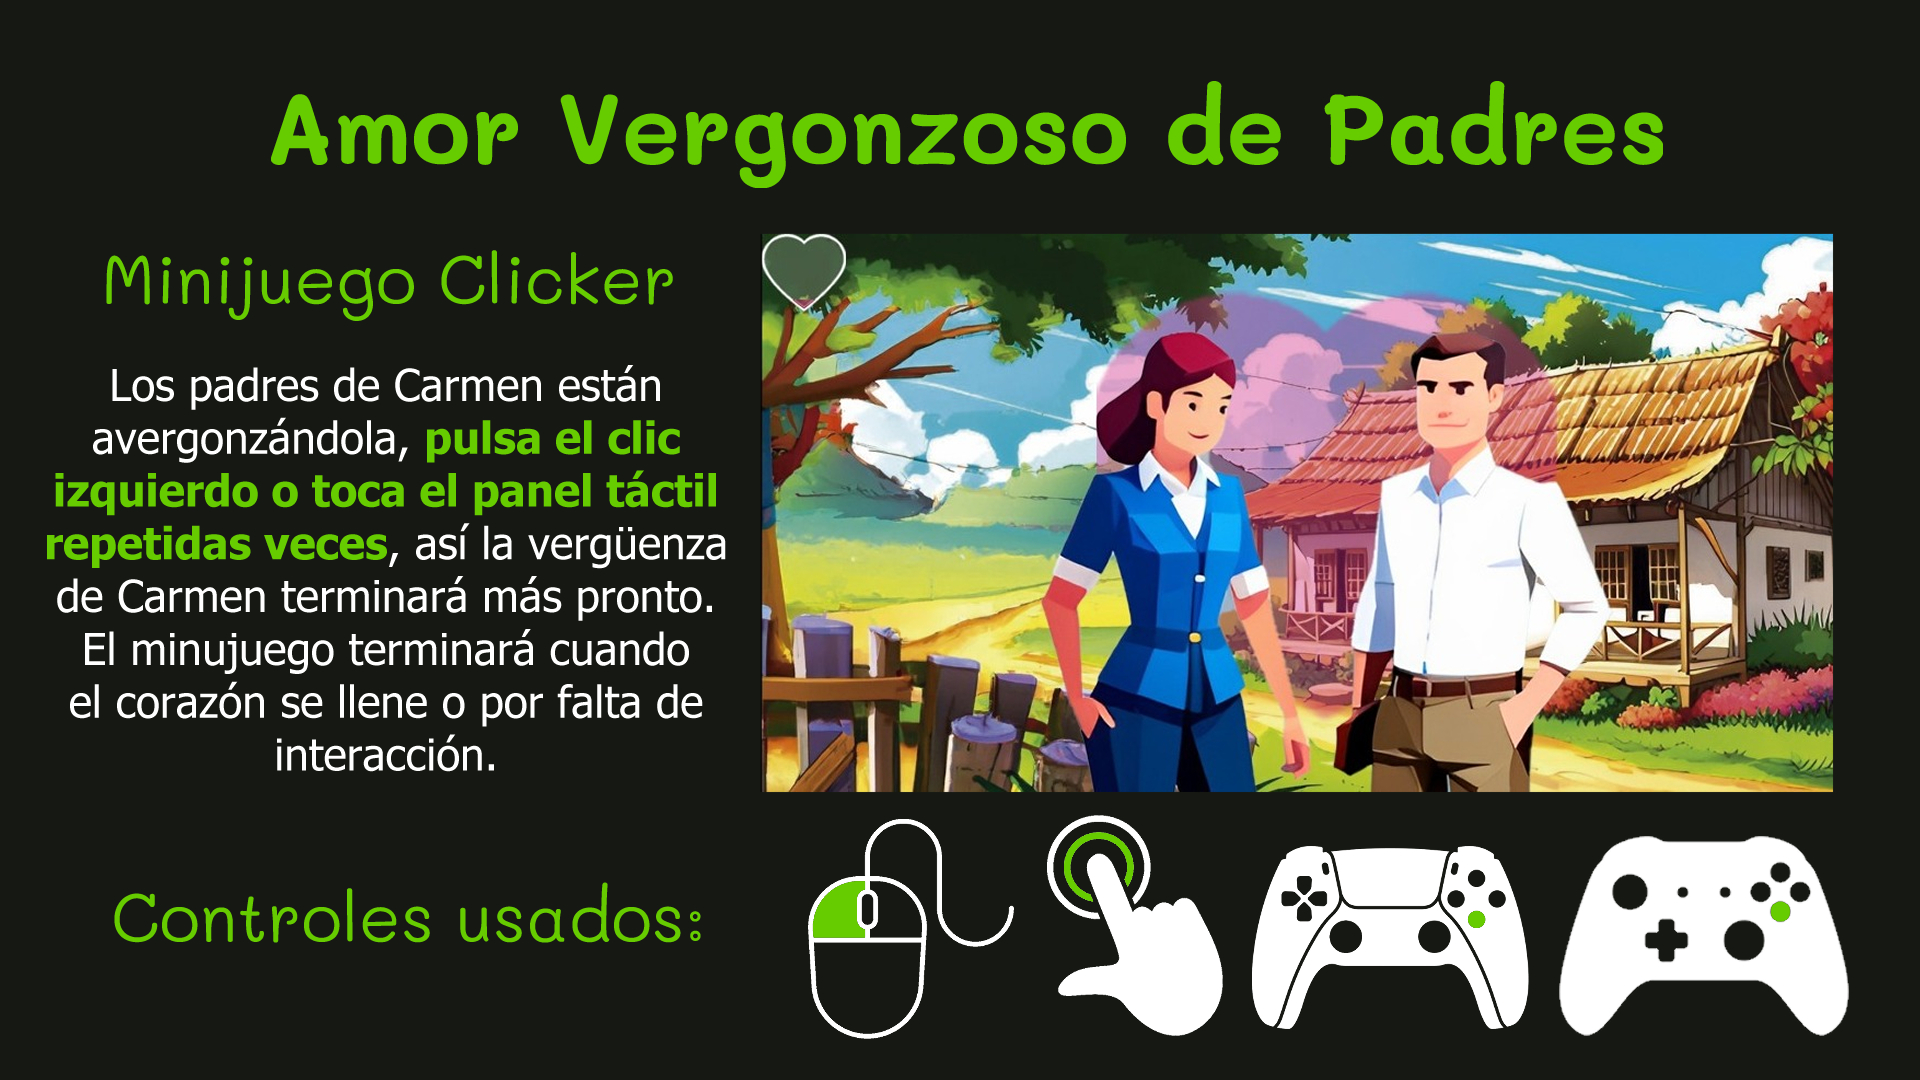 Amor Vergonzoso de Padres
Minijuego Clicker
Los padres de Carmen están
avergonzándola, pulsa el clic
izquierdo o toca el panel táctil
repetidas veces, así la vergüenza
de Carmen terminará más pronto.
El minujuego terminará cuando
el corazón se llene o por falta de
interacción.
Controles usados: